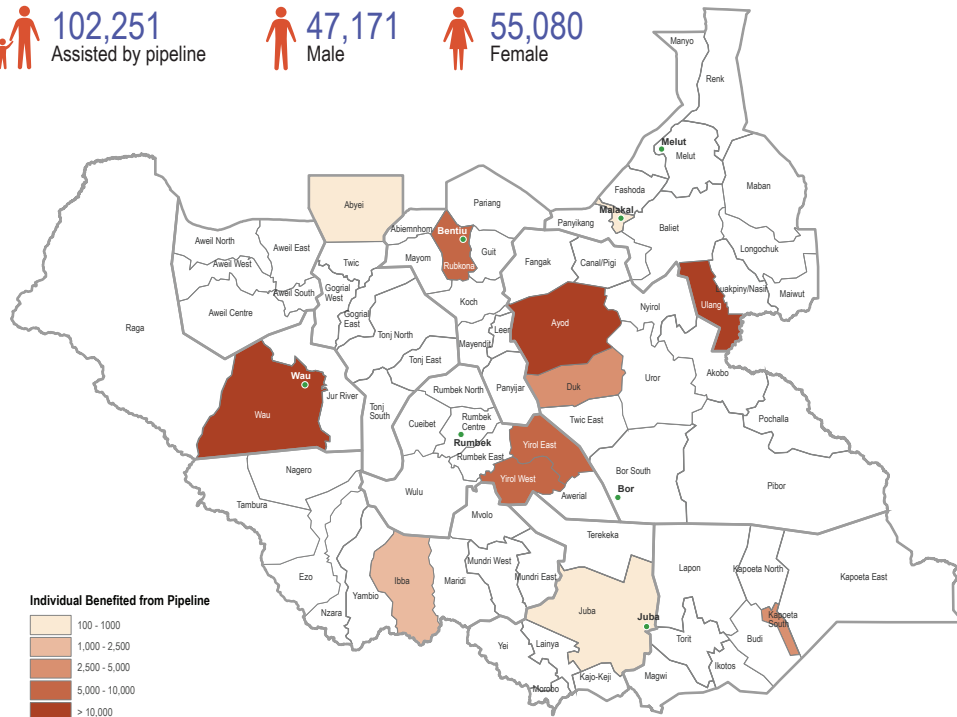 102,251
Assisted by pipeline
47,171
Male
55,080
Female
Manyo
Renk
Melut
Melut
Maban
Fashoda
Abyei
Pariang
Malakal
Panyikang
Baliet
Abiemnhom
Bentiu
Aweil North
Aweil East
Longochuk
Mayom
Guit
Fangak
Canal/Pigi
Twic
Aweil West
Rubkona
Luakpiny/Nasir
Maiwut
Aweil South
Gogrial
West
Koch
Nyirol
Ulang
Aweil Centre
Gogrial
East
Ayod
Raga
Tonj North
Leer
Mayendit
Tonj East
Akobo
Wau
Uror
Duk
Panyijar
Rumbek North
Jur River
Tonj
South
Wau
Cueibet
Rumbek
Centre
Twic East
Pochalla
Rumbek
Yirol East
Rumbek East
Nagero
Yirol West
Bor South
Pibor
Wulu
Awerial
Bor
Tambura
Mvolo
Terekeka
Mundri West
Lapon
Kapoeta North
Ezo
Ibba
Maridi
Mundri East
Kapoeta East
Yambio
Juba
Nzara
Juba
Kapoeta
South
Yei
Lainya
Torit
Budi
Ikotos
Kajo-Keji
Magwi
Morobo
Individual Benefited from Pipeline
100 - 1000
1,000 - 2,500
2,500 - 5,000
5,000 - 10,000
> 10,000